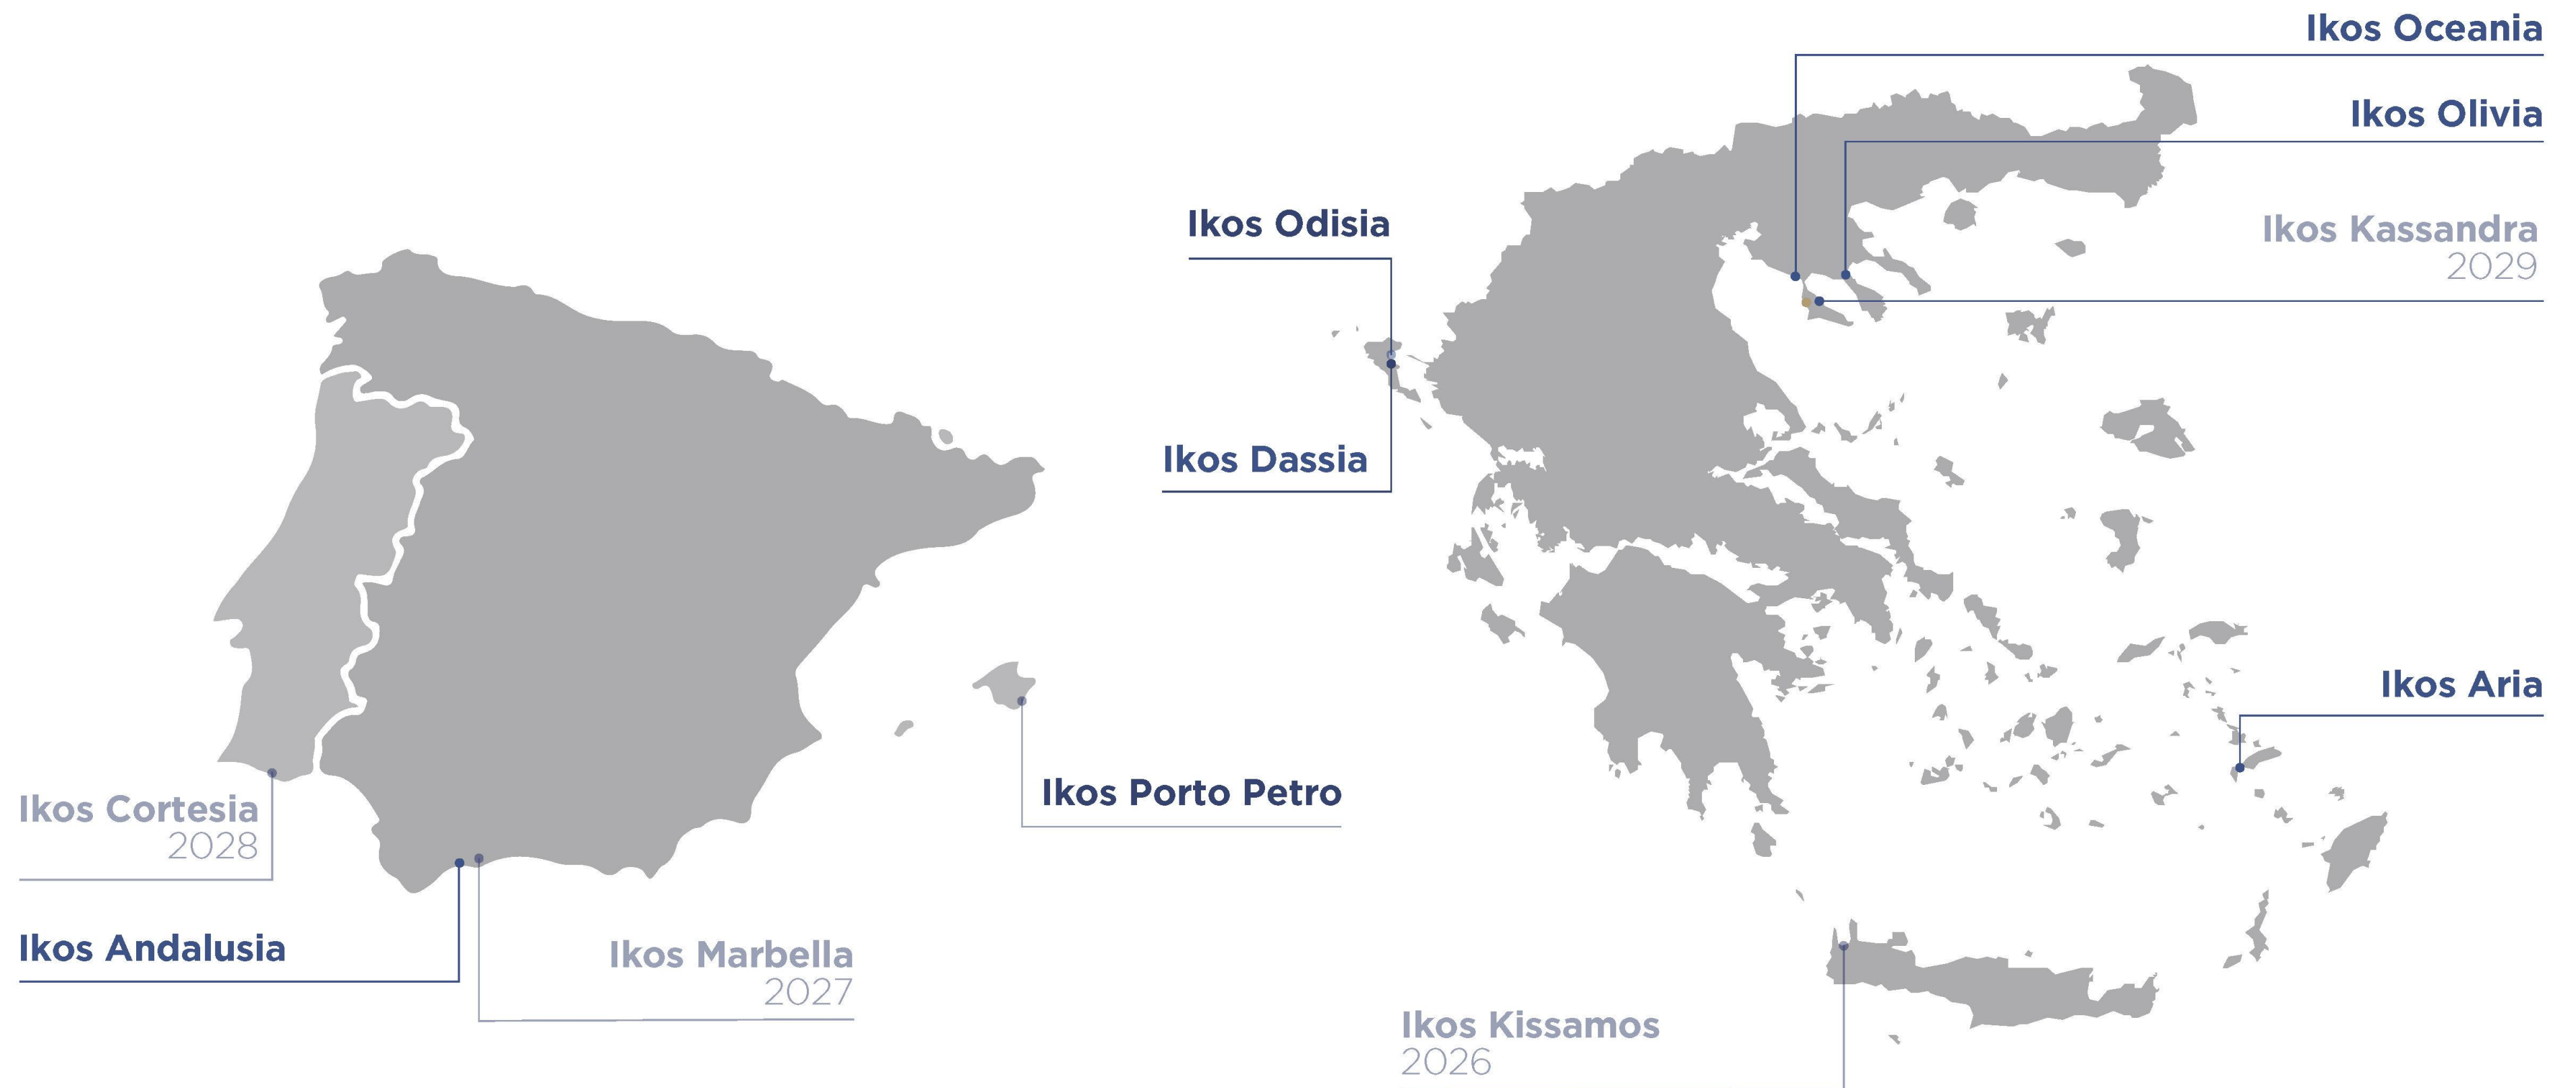 Ikos Oceania
Ikos Olivia
Ikos Odisia
Ikos Kassandra
2029
Ikos Dassia
Ikos Aria
Ikos Porto Petro
Ikos Cortesia
2028
Ikos Andalusia
Ikos Marbella
2027
Ikos Kissamos
2026